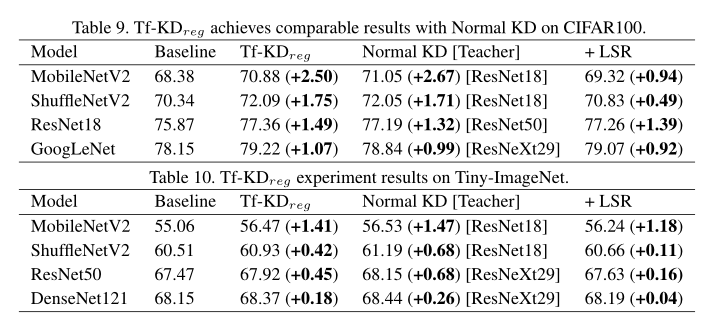 Table 9. Tf-KDreg achieves comparable results with Normal KD on CIFAR100.
Model Baseline Tf-KDreg Normal KD [Teacher] + LSR
MobileNetV2 68.38 70.88 (+2.50) 71.05 (+2.67) [ResNet18] 69.32 (+0.94)
ShuffleNetV2 70.34 72.09 (+1.75) 72.05 (+1.71) [ResNet18] 70.83 (+0.49)
ResNet18 75.87 77.36 (+1.49) 77.19 (+1.32) [ResNet50] 77.26 (+1.39)
GoogLeNet 78.15 79.22 (+1.07) 78.84 (+0.99) [ResNeXt29] 79.07 (+0.92)
Table 10. Tf-KDreg experiment results on Tiny-ImageNet.
Model Baseline Tf-KDreg Normal KD [Teacher] + LSR
MobileNetV2 55.06 56.47 (+1.41) 56.53 (+1.47) [ResNet18] 56.24 (+1.18)
ShuffleNetV2 60.51 60.93 (+0.42) 61.19 (+0.68) [ResNet18] 60.66 (+0.11)
ResNet50 67.47 67.92 (+0.45) 68.15 (+0.68) [ResNeXt29] 67.63 (+0.16)
DenseNet121 68.15 68.37 (+0.18) 68.44 (+0.26) [ResNeXt29] 68.19 (+0.04)